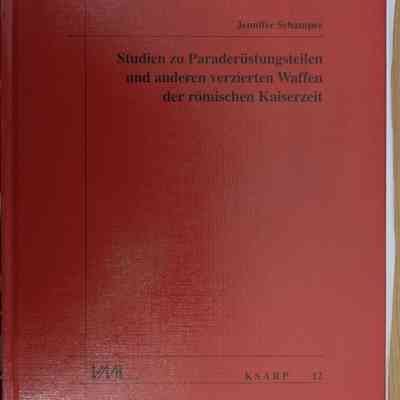 Jennifer Schamper
Studien zu Paraderüstungsteilen
und anderen verzierten Waffen
der römischen Kaiserzeit
VML
KSARP 12